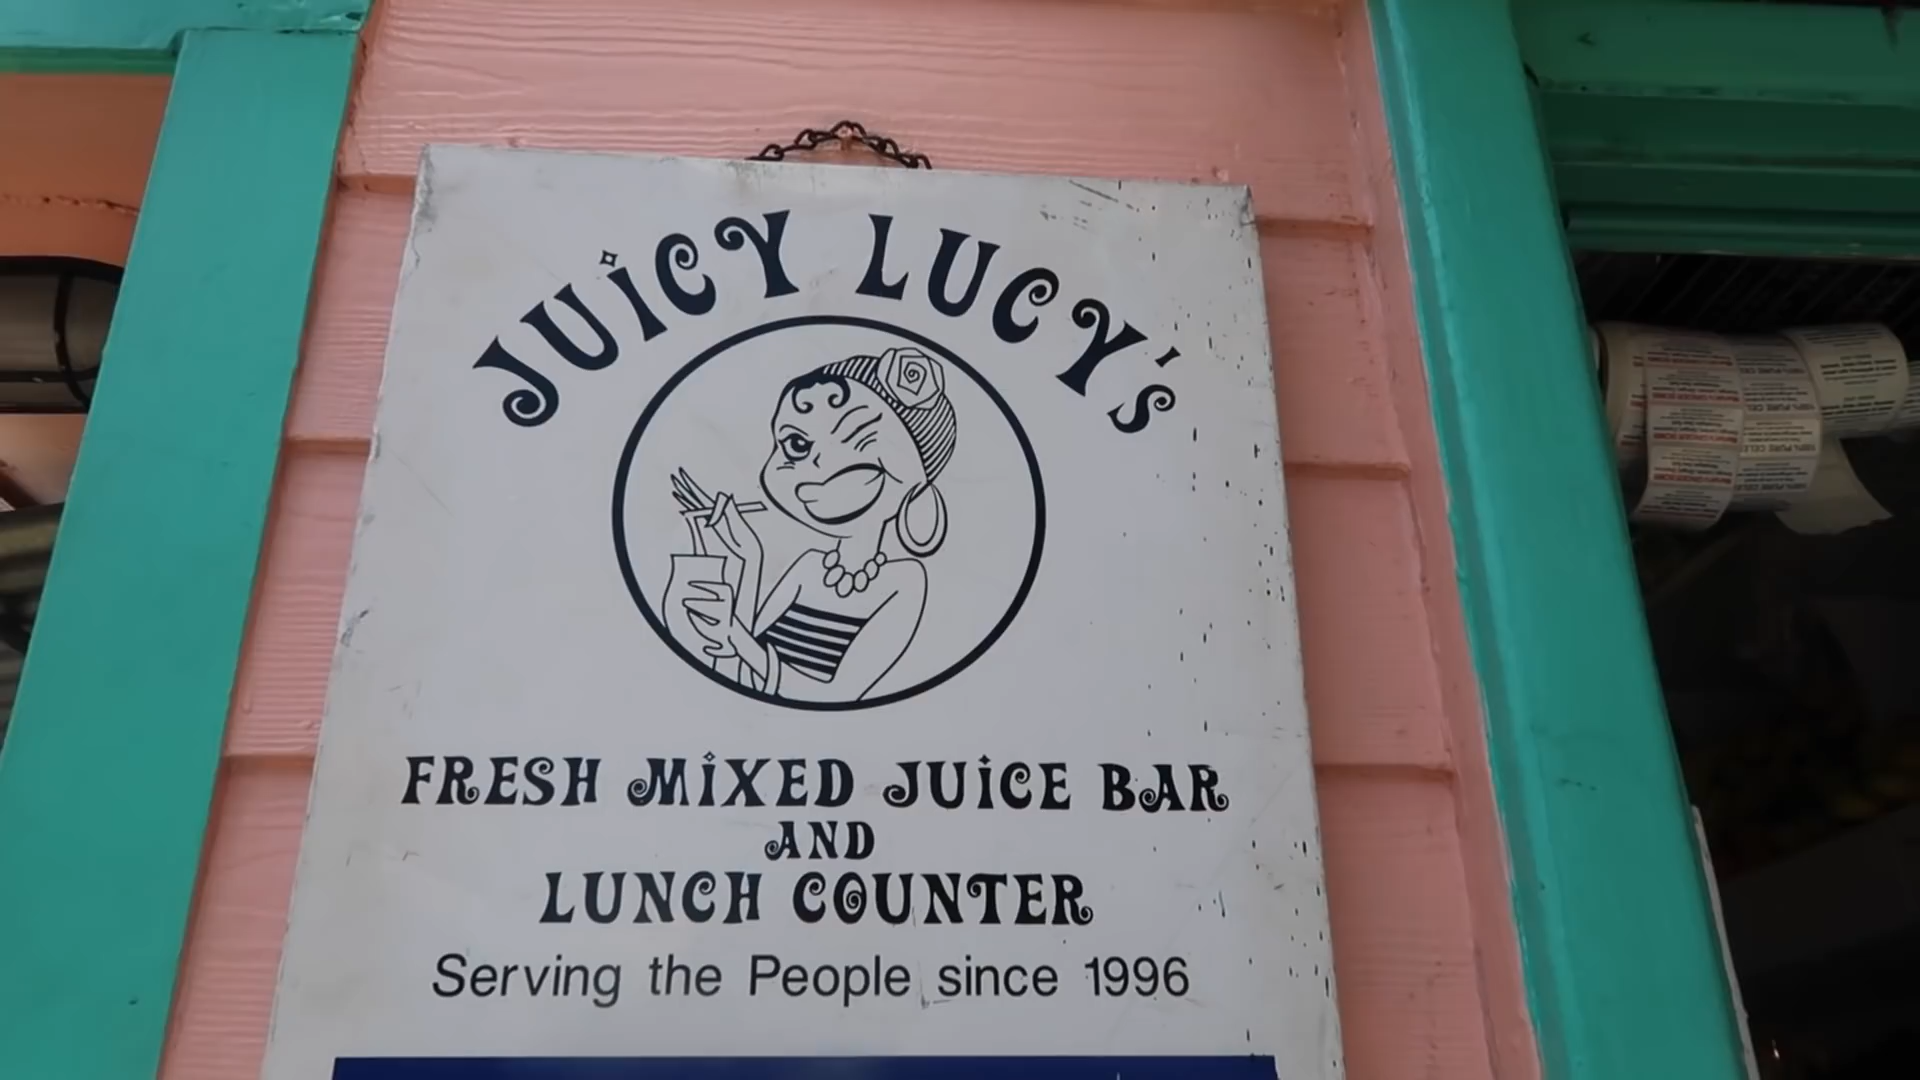 JUiCY LUCY's
FRESH MiXED JUiCE BAR
AND
LUNCH COUNTER
Serving the People since 1996